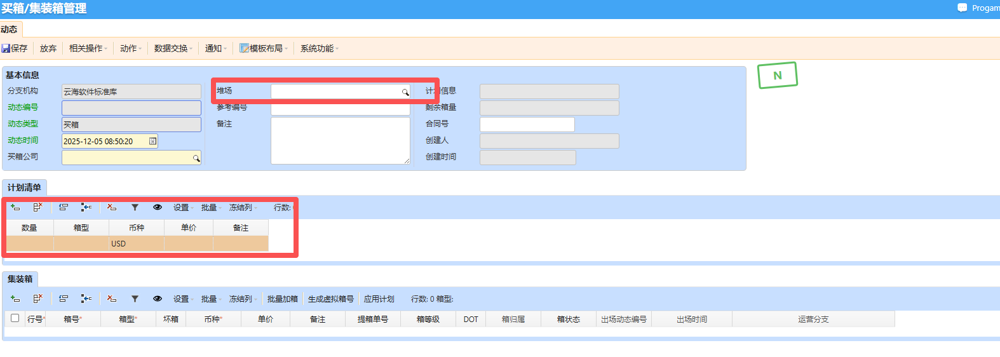 买箱/集装箱管理
Progam
动态
保存 放弃 相关操作 动作 数据交换 通知 模板布局 系统功能
基本信息
分支机构 云海软件标准库 堆场 计划信息
动态编号 参考编号 剩余箱量
动态类型 买箱 备注 合同号
动态时间 2025-12-05 08:50:20 创建人
买箱公司 创建时间
N
计划清单
设置 批量 冻结列 行数:
数量 箱型 币种 单价 备注
USD
集装箱
设置 批量 冻结列 批量加箱 生成虚拟箱号 应用计划 行数: 0 箱型:
行号* 箱号* 箱型* 坏箱 币种* 单价 备注 提箱单号 箱等级 DOT 箱归属 箱状态 出场动态编号 出场时间 运营分支